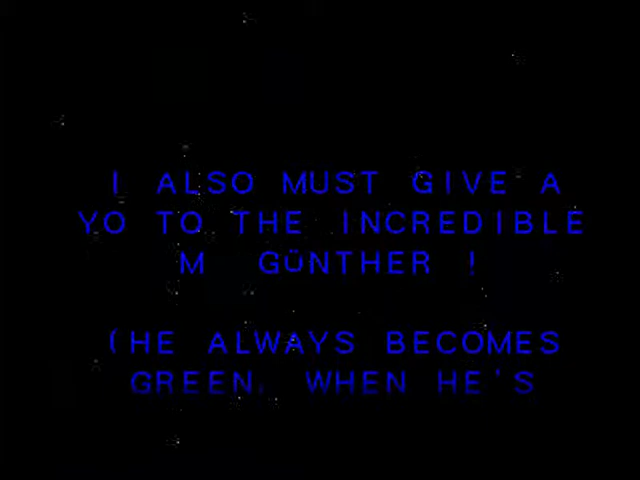 I ALSO MUST GIVE A
YO TO THE INCREDIBLE
M GÜNTHER !
(HE ALWAYS BECOMES
GREEN, WHEN HE'S